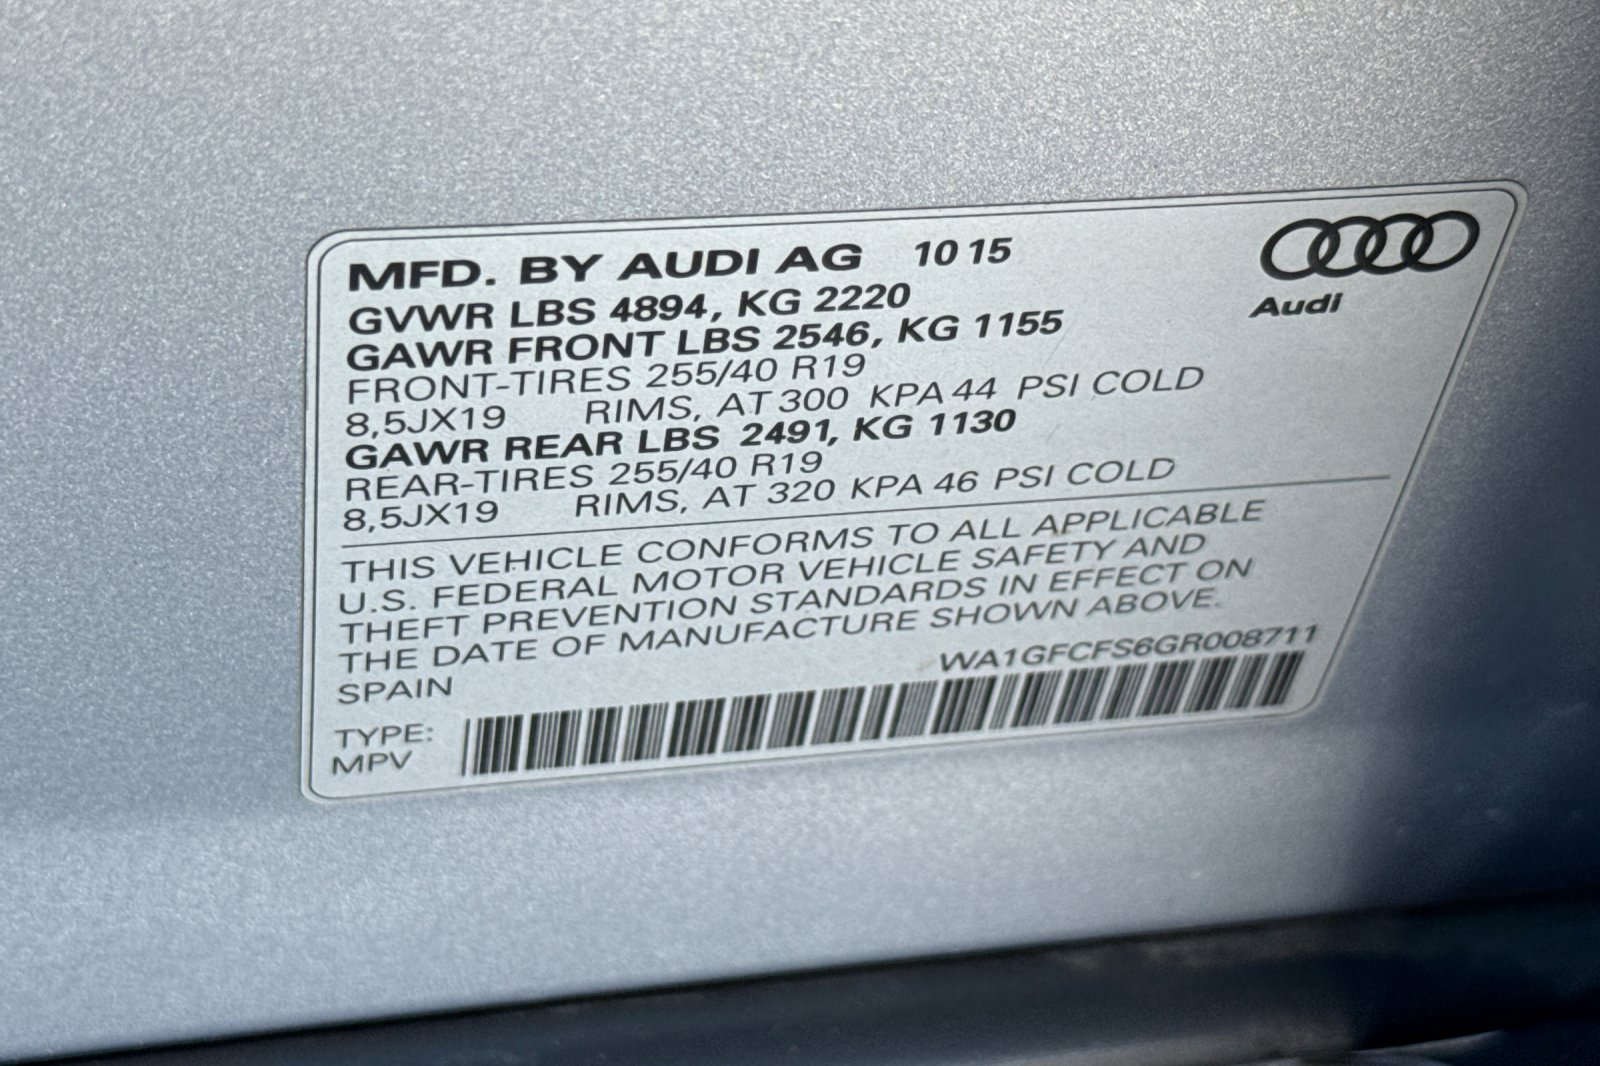 MFD. BY AUDI AG 10 15
Audi
GVWR LBS 4894, KG 2220
GAWR FRONT LBS 2546, KG 1155
FRONT-TIRES 255/40 R19
8,5JX19 RIMS, AT 300 KPA 44 PSI COLD
GAWR REAR LBS 2491, KG 1130
REAR-TIRES 255/40 R19
8,5JX19 RIMS, AT 320 KPA 46 PSI COLD
THIS VEHICLE CONFORMS TO ALL APPLICABLE
U.S. FEDERAL MOTOR VEHICLE SAFETY AND
THEFT PREVENTION STANDARDS IN EFFECT ON
THE DATE OF MANUFACTURE SHOWN ABOVE.
SPAIN WA1GFCFS6GR008711
TYPE:
MPV